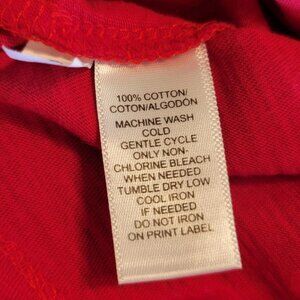 100% COTTON/
COTON/ALGODÓN
MACHINE WASH
COLD
GENTLE CYCLE
ONLY NON-
CHLORINE BLEACH
WHEN NEEDED
TUMBLE DRY LOW
COOL IRON
IF NEEDED
DO NOT IRON
ON PRINT LABEL